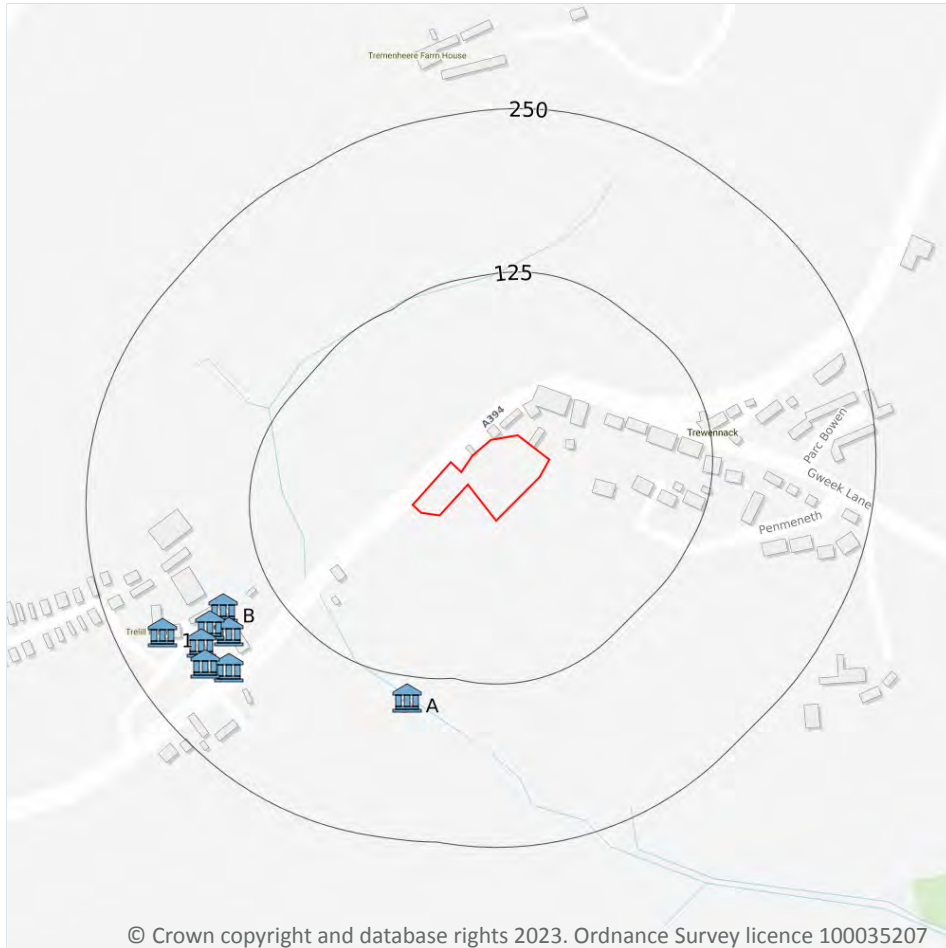 Tremenheere Farm House
250
125
A394
Trewennack
Parc Bowen
Gweek Lane
Penmeneth
B
1
A
© Crown copyright and database rights 2023. Ordnance Survey licence 100035207